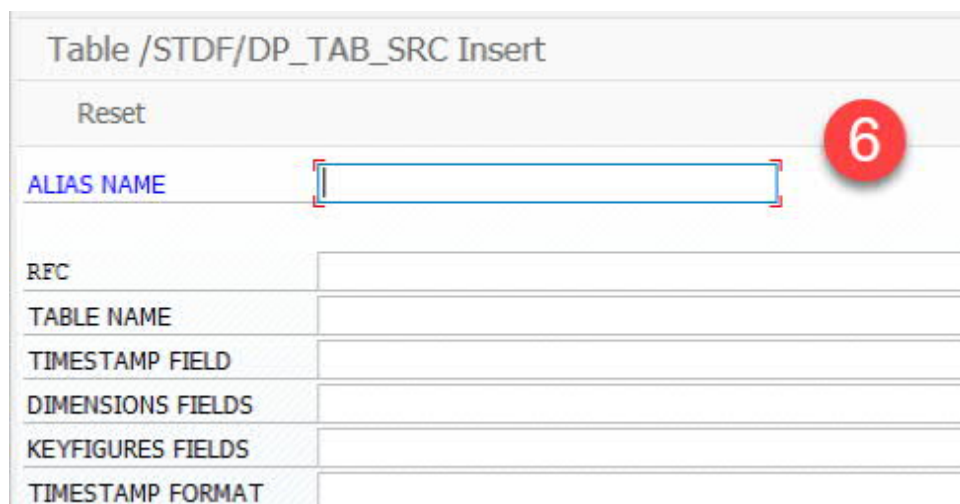 Table /STDF/DP_TAB_SRC Insert
Reset
6
ALIAS NAME
RFC
TABLE NAME
TIMESTAMP FIELD
DIMENSIONS FIELDS
KEYFIGURES FIELDS
TIMESTAMP FORMAT